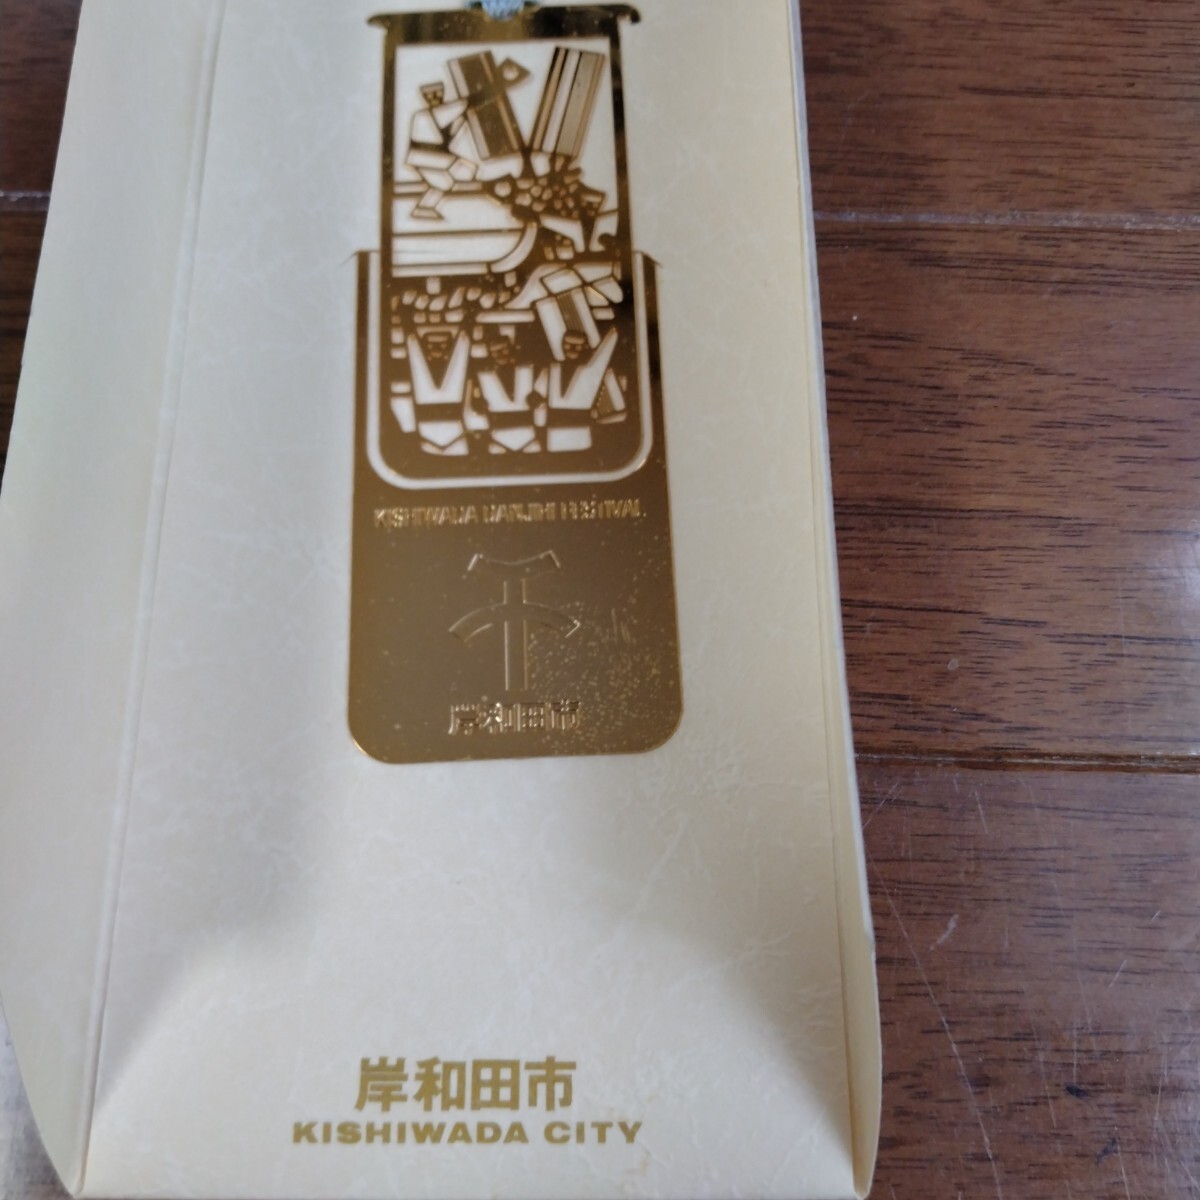 KISHIWADA DANJIRI FESTIVAL
岸和田市
岸和田市
KISHIWADA CITY